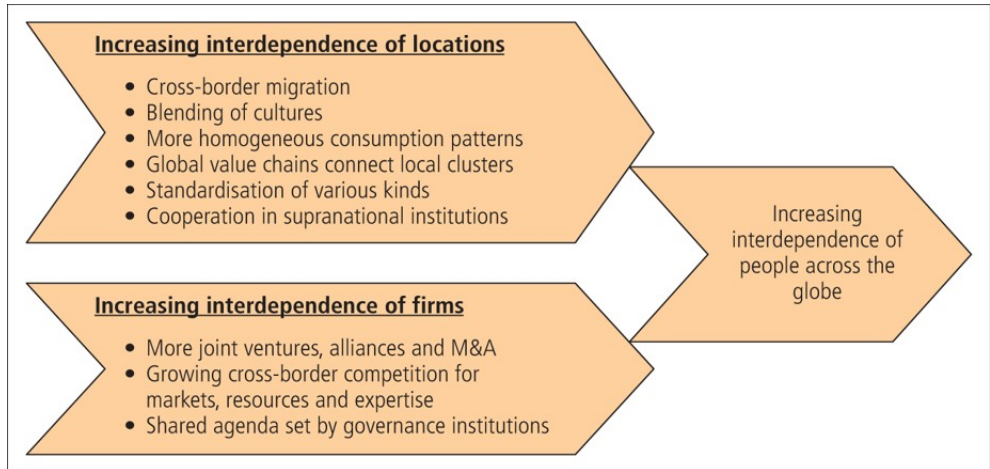 Increasing interdependence of locations
• Cross-border migration
• Blending of cultures
• More homogeneous consumption patterns
• Global value chains connect local clusters
• Standardisation of various kinds
• Cooperation in supranational institutions
Increasing interdependence of firms
• More joint ventures, alliances and M&A
• Growing cross-border competition for
markets, resources and expertise
• Shared agenda set by governance institutions
Increasing
interdependence of
people across the
globe